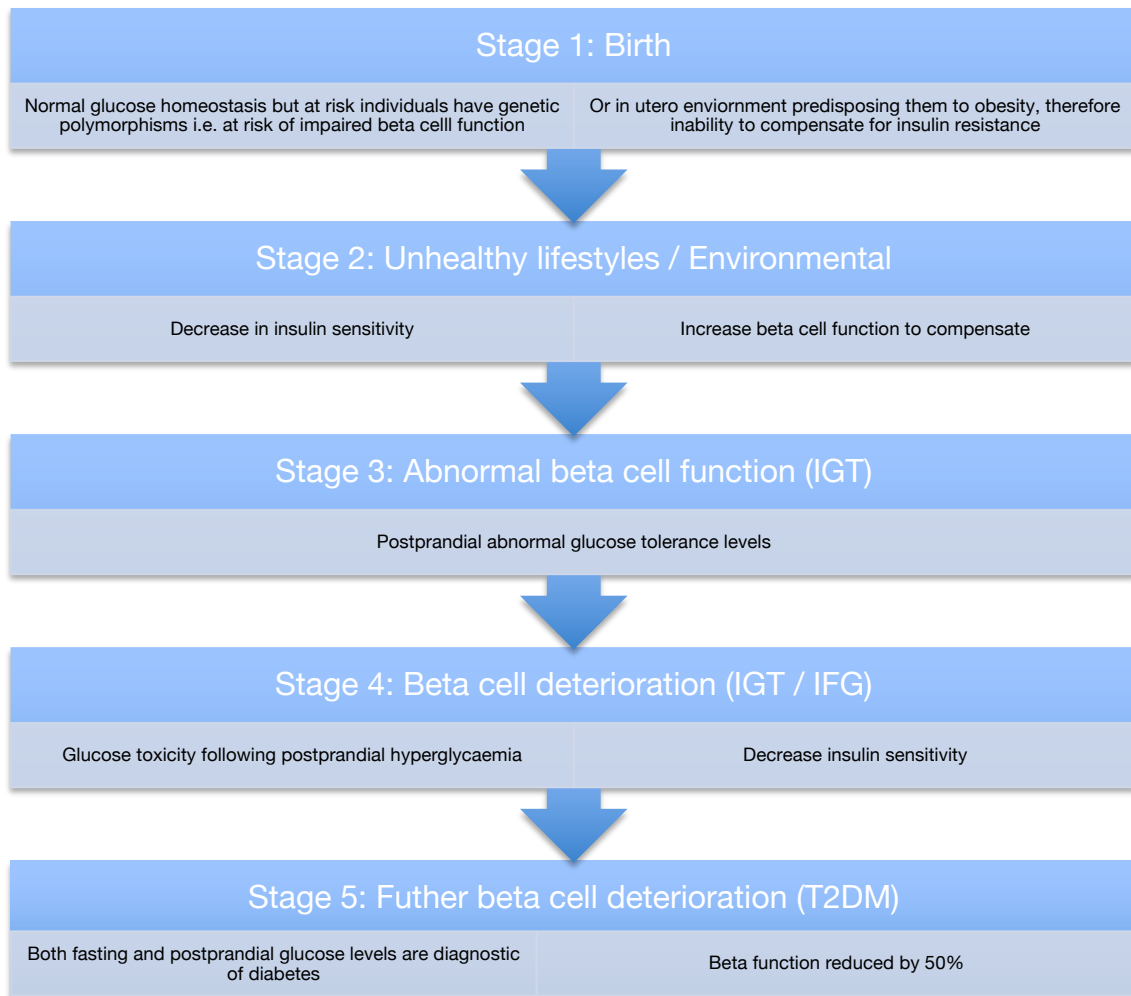 Stage 1: Birth
Normal glucose homeostasis but at risk individuals have genetic
polymorphisms i.e. at risk of impaired beta celll function
Or in utero enviornment predisposing them to obesity, therefore
inability to compensate for insulin resistance
Stage 2: Unhealthy lifestyles / Environmental
Decrease in insulin sensitivity
Increase beta cell function to compensate
Stage 3: Abnormal beta cell function (IGT)
Postprandial abnormal glucose tolerance levels
Stage 4: Beta cell deterioration (IGT / IFG)
Glucose toxicity following postprandial hyperglycaemia
Decrease insulin sensitivity
Stage 5: Futher beta cell deterioration (T2DM)
Both fasting and postprandial glucose levels are diagnostic
of diabetes
Beta function reduced by 50%